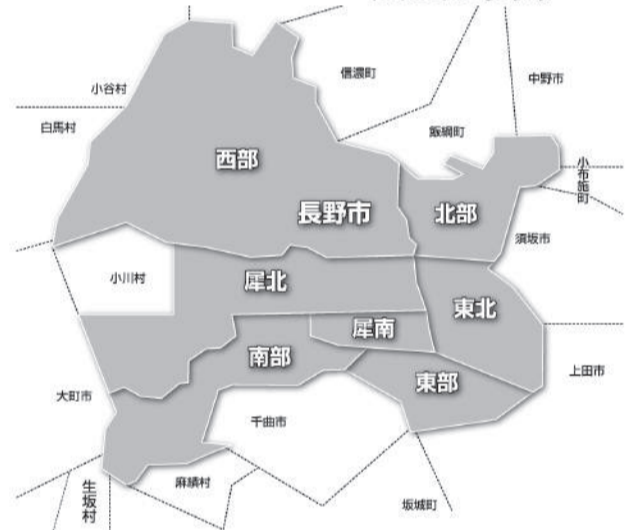 信濃町
中野市
小谷村
飯綱町
白馬村
西部
小布施町
長野市
北部
須坂市
小川村
犀北
東北
犀南
南部
上田市
東部
大町市
千曲市
麻績村
生坂村
坂城町